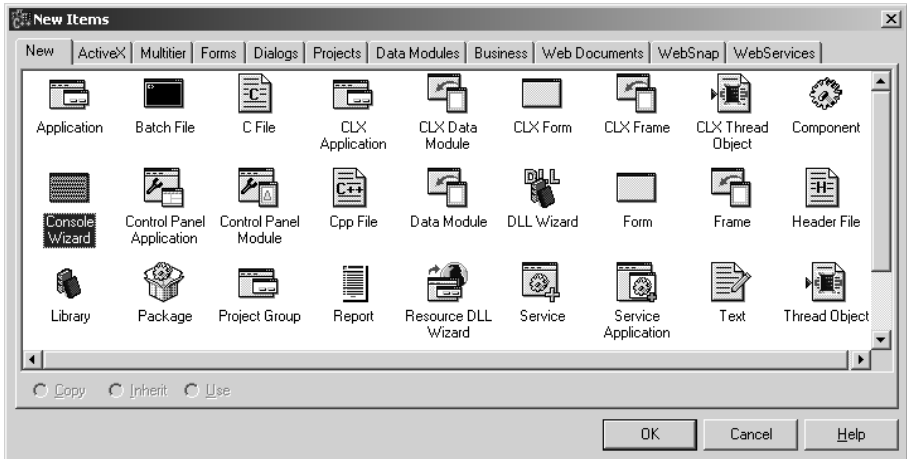 New Items
New ActiveX Multitier Forms Dialogs Projects Data Modules Business Web Documents WebSnap WebServices
-C-
Application Batch File C File CLX Application CLX Data Module CLX Form CLX Frame CLX Thread Object Component
C++ DLL -H-
Console Wizard Control Panel Application Control Panel Module Cpp File Data Module DLL Wizard Form Frame Header File
Library Package Project Group Report Resource DLL Wizard Service Service Application Text Thread Object
Copy Inherit Use
OK Cancel Help